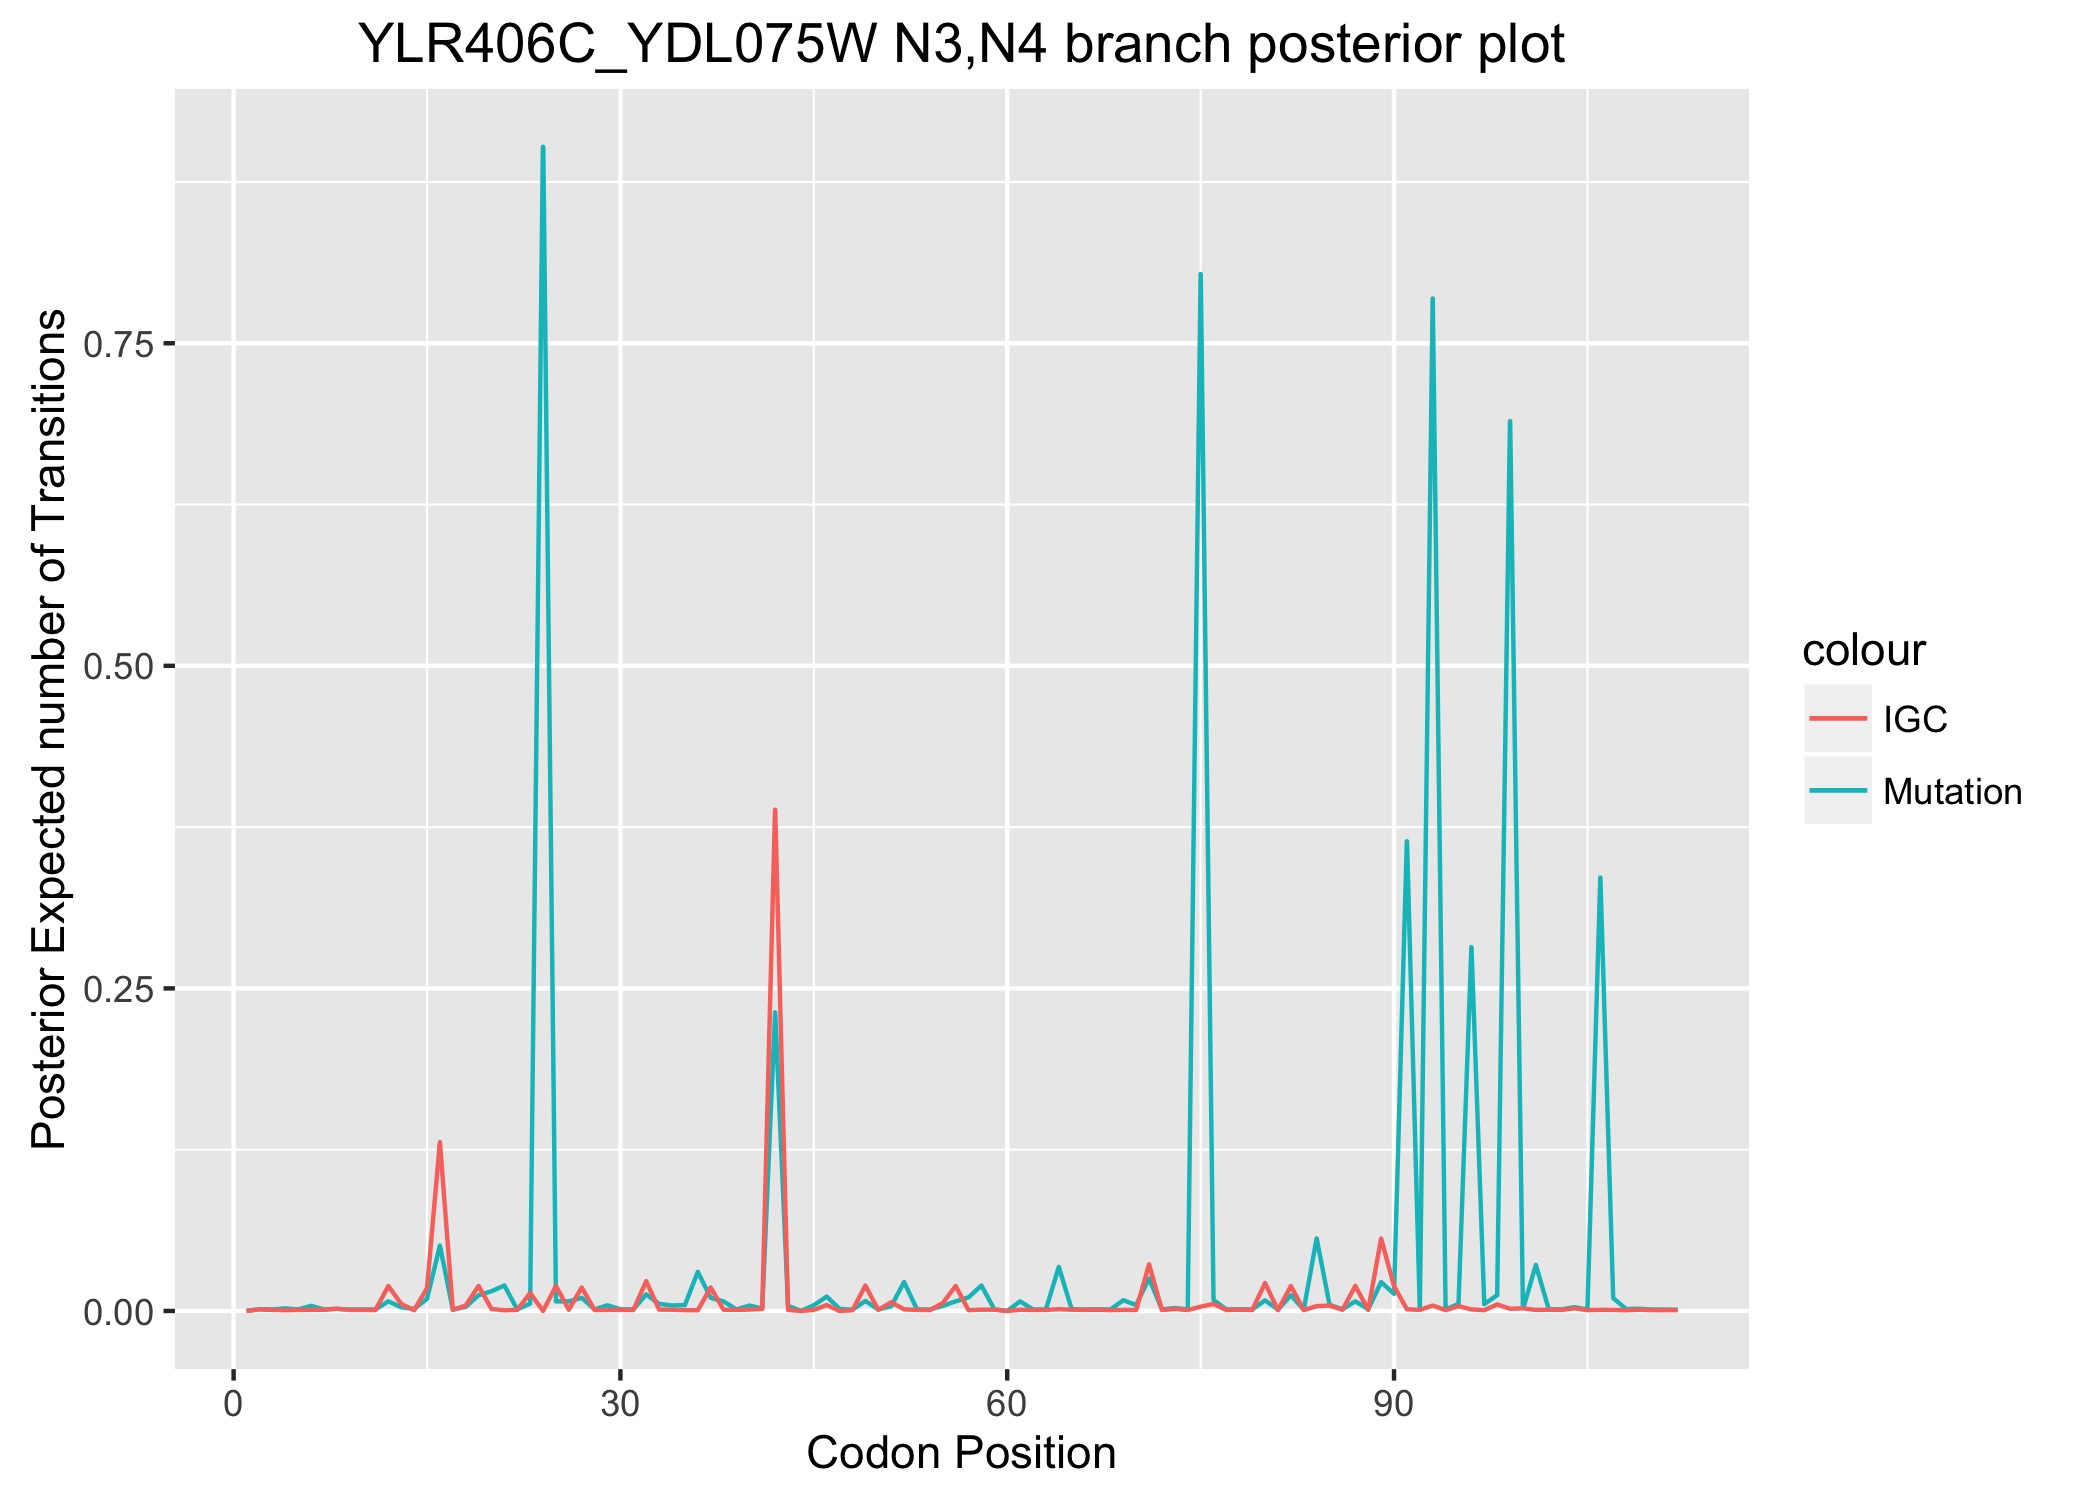 YLR406C_YDL075W N3,N4 branch posterior plot
Posterior Expected number of Transitions
0.75
0.50
0.25
0.00
0 30 60 90
Codon Position
colour
IGC
Mutation